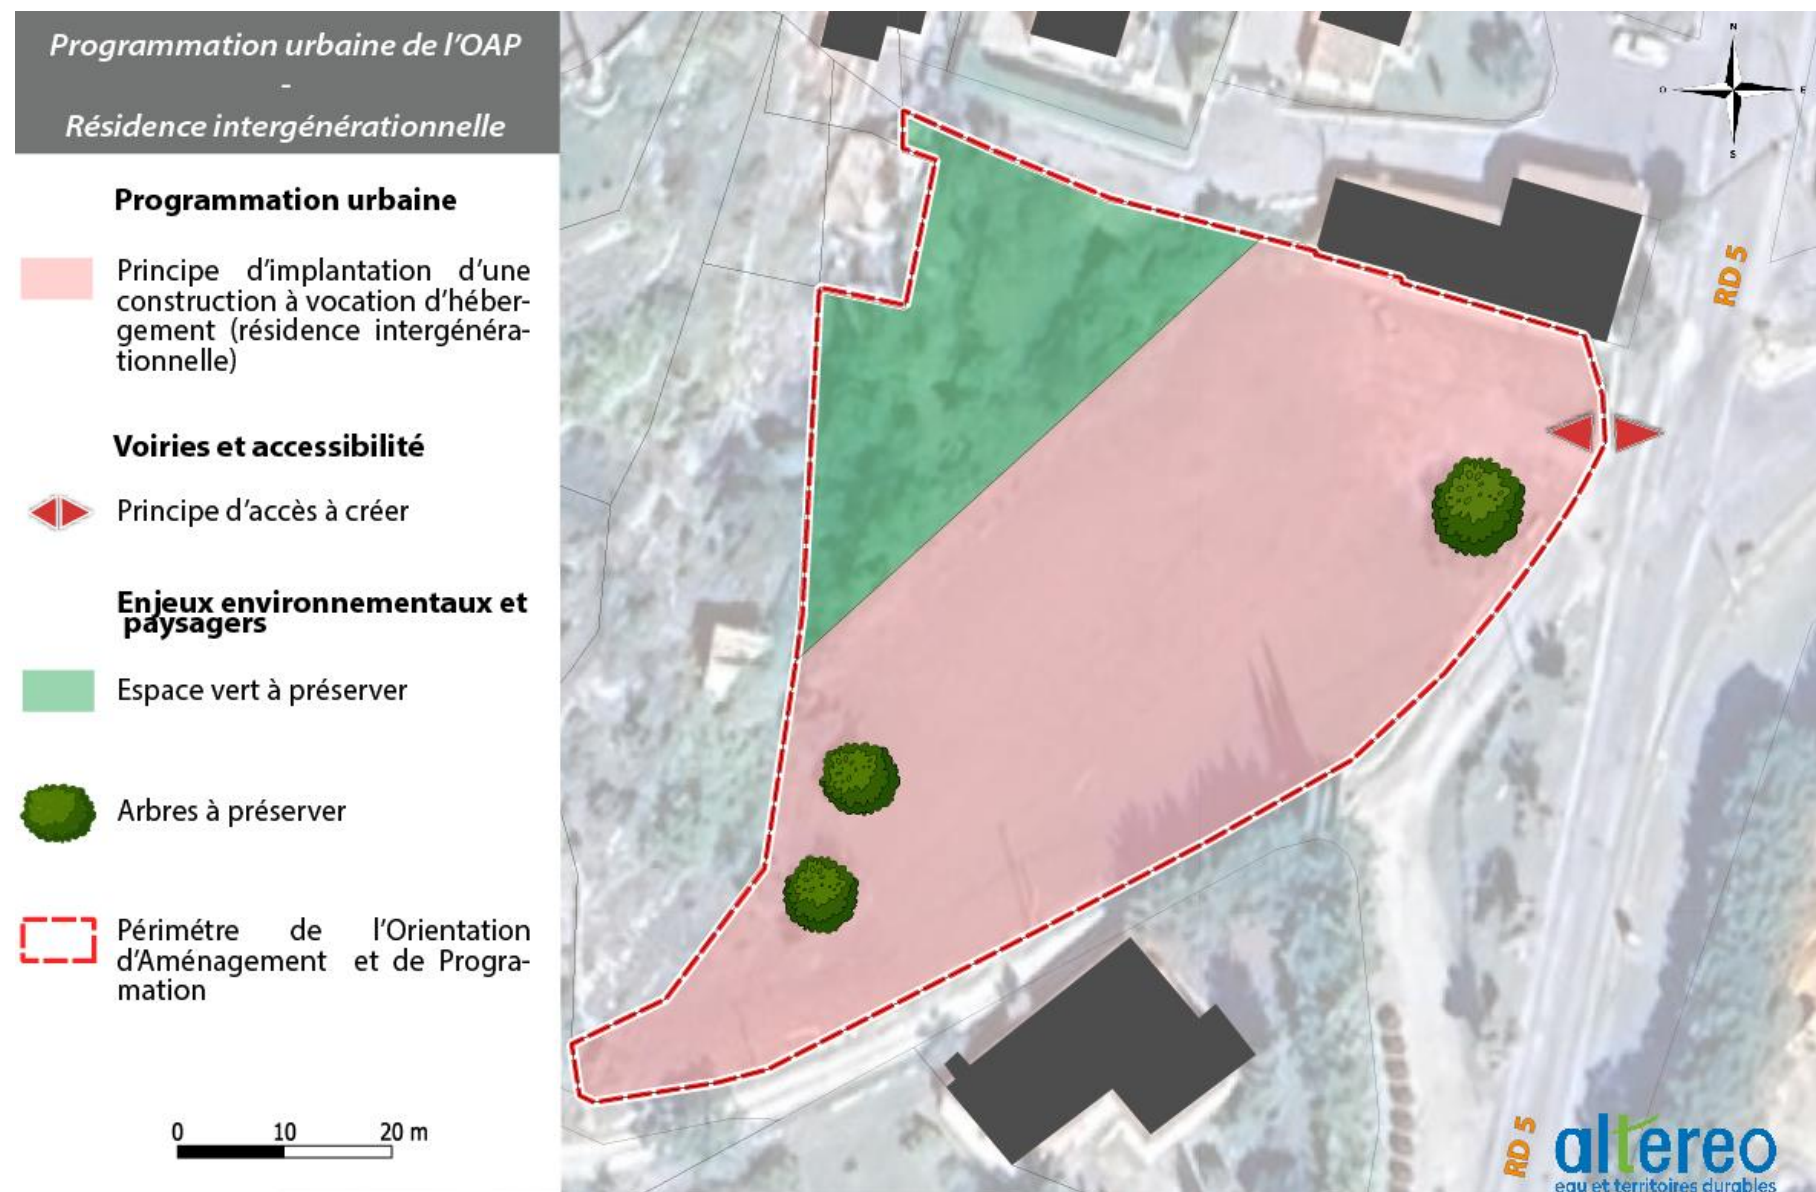 Programmation urbaine de l'OAP
-
Résidence intergénérationnelle
Programmation urbaine
Principe d'implantation d'une
construction à vocation d'héber-
gement (résidence intergénéra-
tionnelle)
Voiries et accessibilité
Principe d'accès à créer
Enjeux environnementaux et
paysagers
Espace vert à préserver
Arbres à préserver
Périmétre de l'Orientation
d'Aménagement et de Progra-
mation
0 10 20 m
N
O E
S
RD 5
RD 5
altereo
eau et territoires durables